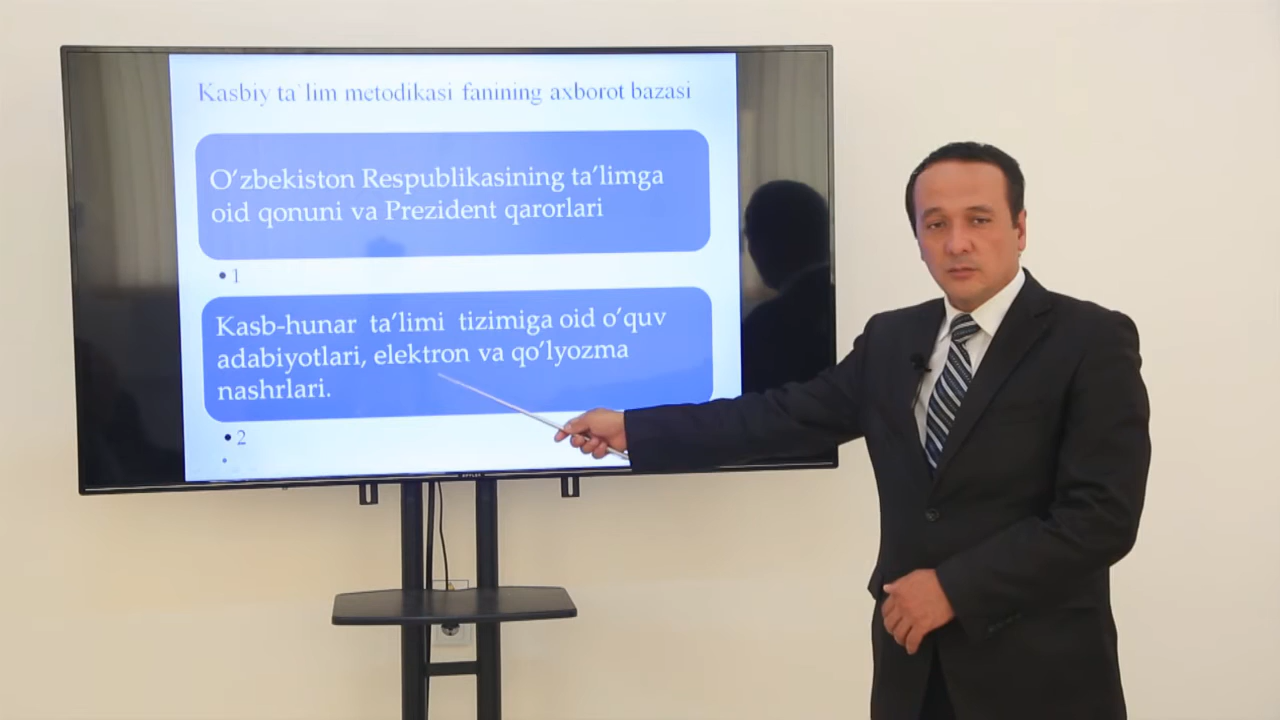 Kasbiy ta`lim metodikasi fanining axborot bazasi
O‘zbekiston Respublikasining ta’limga
oid qonuni va Prezident qarorlari
• 1
Kasb-hunar ta’limi tizimiga oid o‘quv
adabiyotlari, elektron va qo‘lyozma
nashrlari.
• 2
•